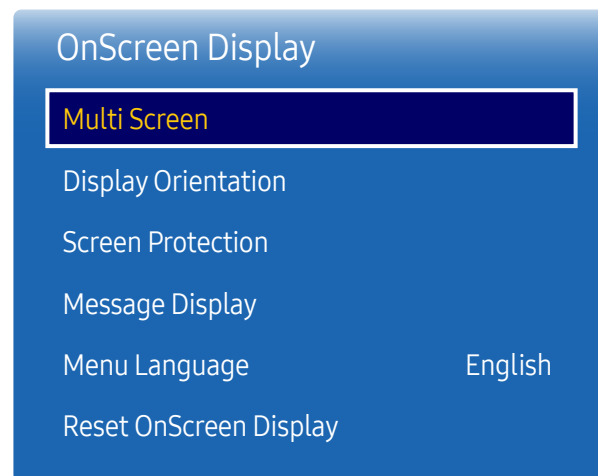 OnScreen Display
Multi Screen
Display Orientation
Screen Protection
Message Display
Menu Language English
Reset OnScreen Display